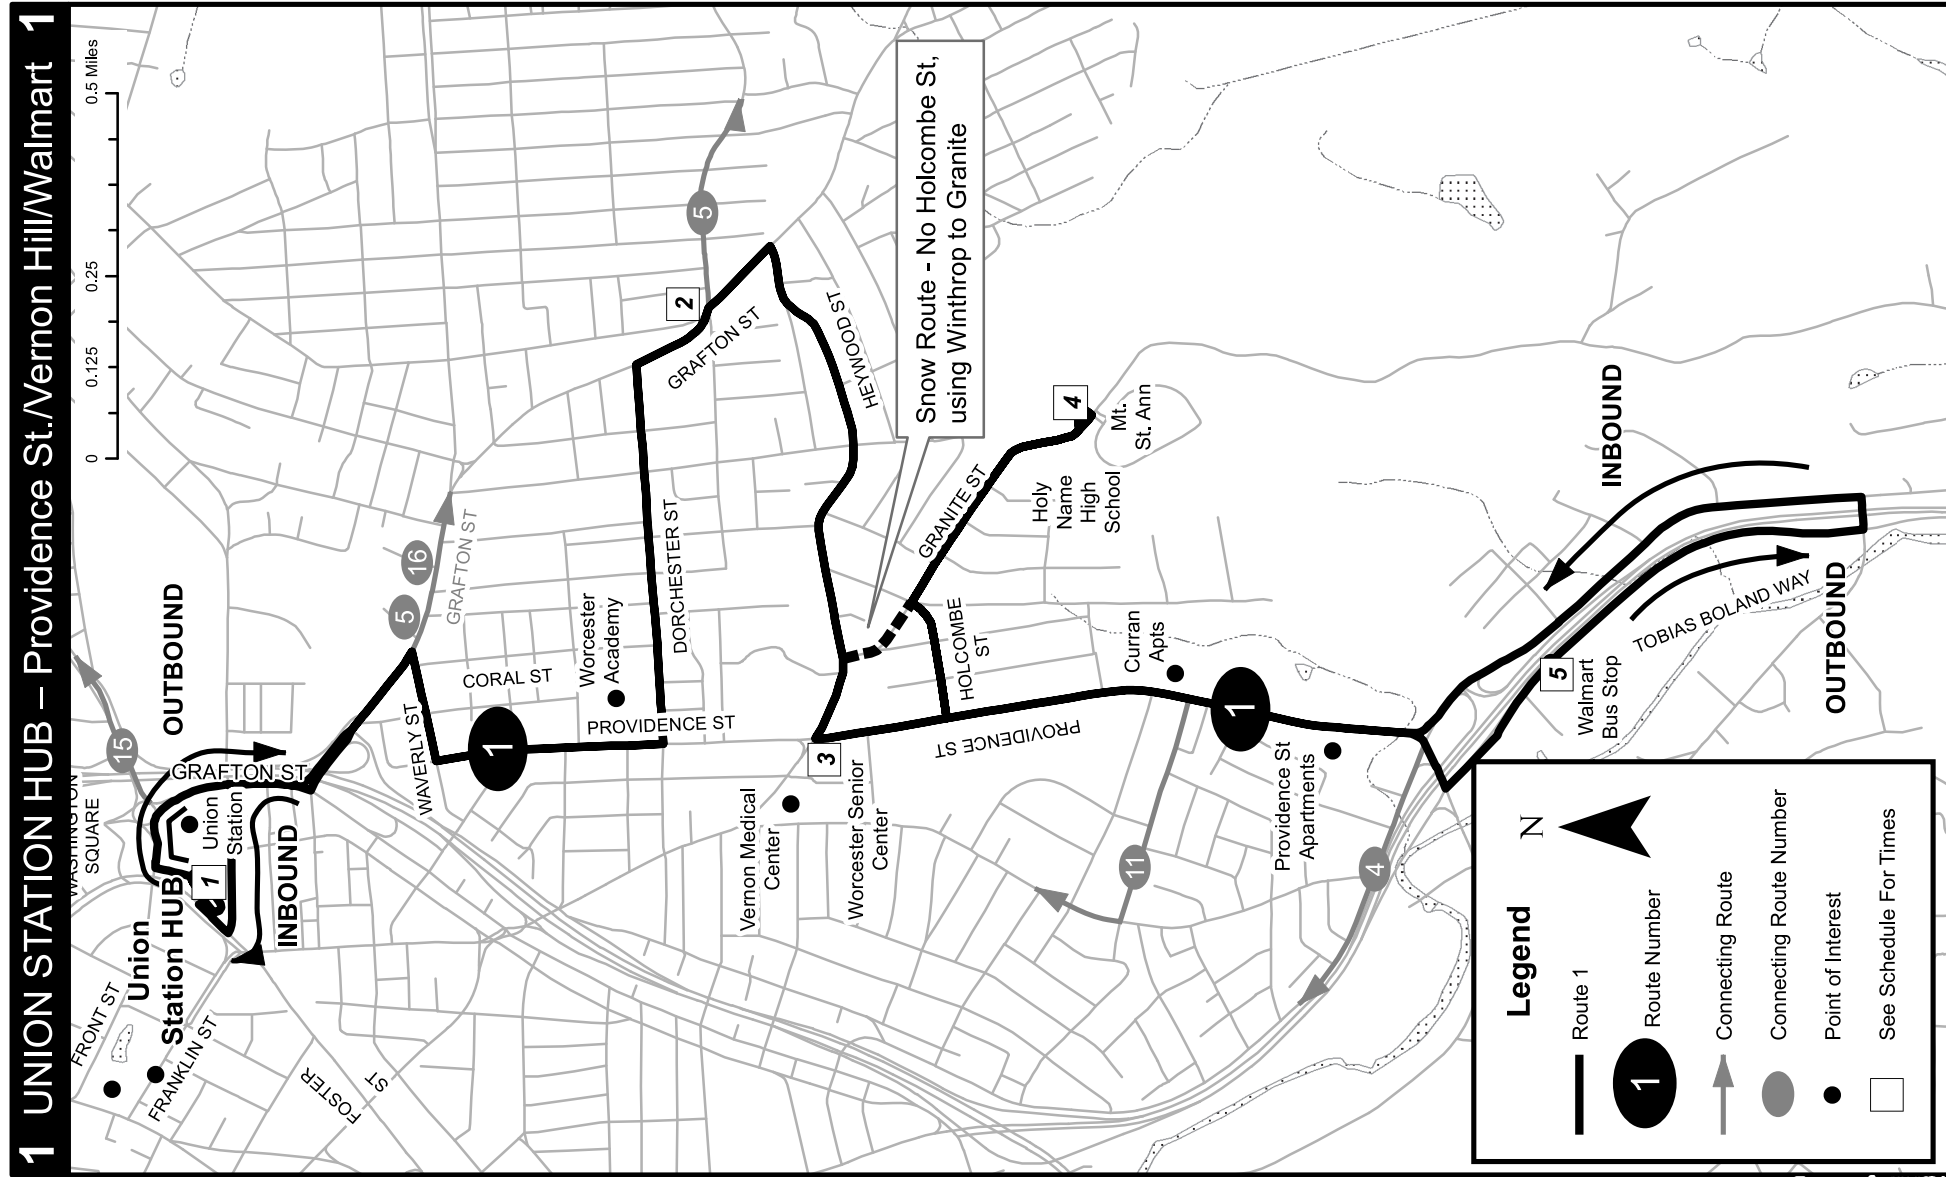 1 UNION STATION HUB – Providence St./Vernon Hill/Walmart 1
0
0.125
0.25
0.5 Miles
OUTBOUND
INBOUND
WASHINGTON
SQUARE
15
GRAFTON ST
Union
Station
1
Union
Station HUB
FRONT ST
FRANKLIN ST
FOSTER
ST
5
16
GRAFTON ST
WAVERLY ST
CORAL ST
1
Worcester
Academy
PROVIDENCE ST
DORCHESTER ST
2
5
GRAFTON ST
HEYWOOD ST
Snow Route - No Holcombe St,
using Winthrop to Granite
3
Vernon Medical
Center
Worcester Senior
Center
GRANITE ST
HOLCOMBE
ST
PROVIDENCE ST
4
Mt.
St. Ann
Holy
Name
High
School
Curran
Apts
1
11
Providence St
Apartments
4
INBOUND
OUTBOUND
TOBIAS BOLAND WAY
5
Walmart
Bus Stop
N
Legend
Route 1
1
Route Number
Connecting Route
Connecting Route Number
Point of Interest
See Schedule For Times